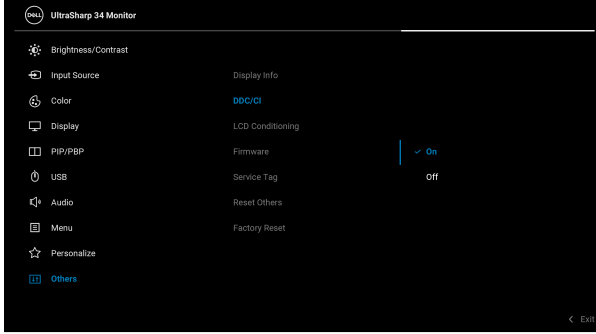 DELL UltraSharp 34 Monitor
Brightness/Contrast
Input Source
Color
Display
PIP/PBP
USB
Audio
Menu
Personalize
Others
Display Info
DDC/CI
LCD Conditioning
Firmware
Service Tag
Reset Others
Factory Reset
On
Off
Exit